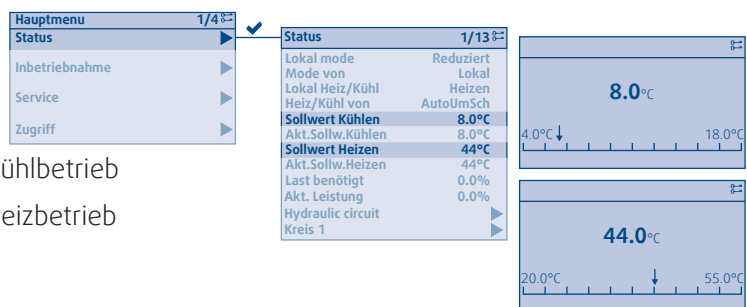 Hauptmenu 1/4
Status
Inbetriebnahme
Service
Zugriff
ühlbetrieb
eizbetrieb
Status 1/13
Lokal mode Reduziert
Mode von Lokal
Lokal Heiz/Kühl Heizen
Heiz/Kühl von AutoUmSch
Sollwert Kühlen 8.0°C
Akt.Sollw.Kühlen 8.0°C
Sollwert Heizen 44°C
Akt.Sollw.Heizen 44°C
Last benötigt 0.0%
Akt. Leistung 0.0%
Hydraulic circuit
Kreis 1
8.0°C
4.0°C 18.0°C
44.0°C
20.0°C 55.0°C